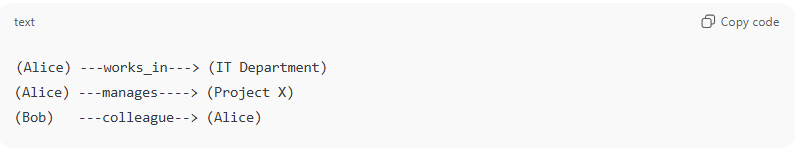 text
Copy code
(Alice) ---works_in---> (IT Department)
(Alice) ---manages----> (Project X)
(Bob)   ---colleague--> (Alice)